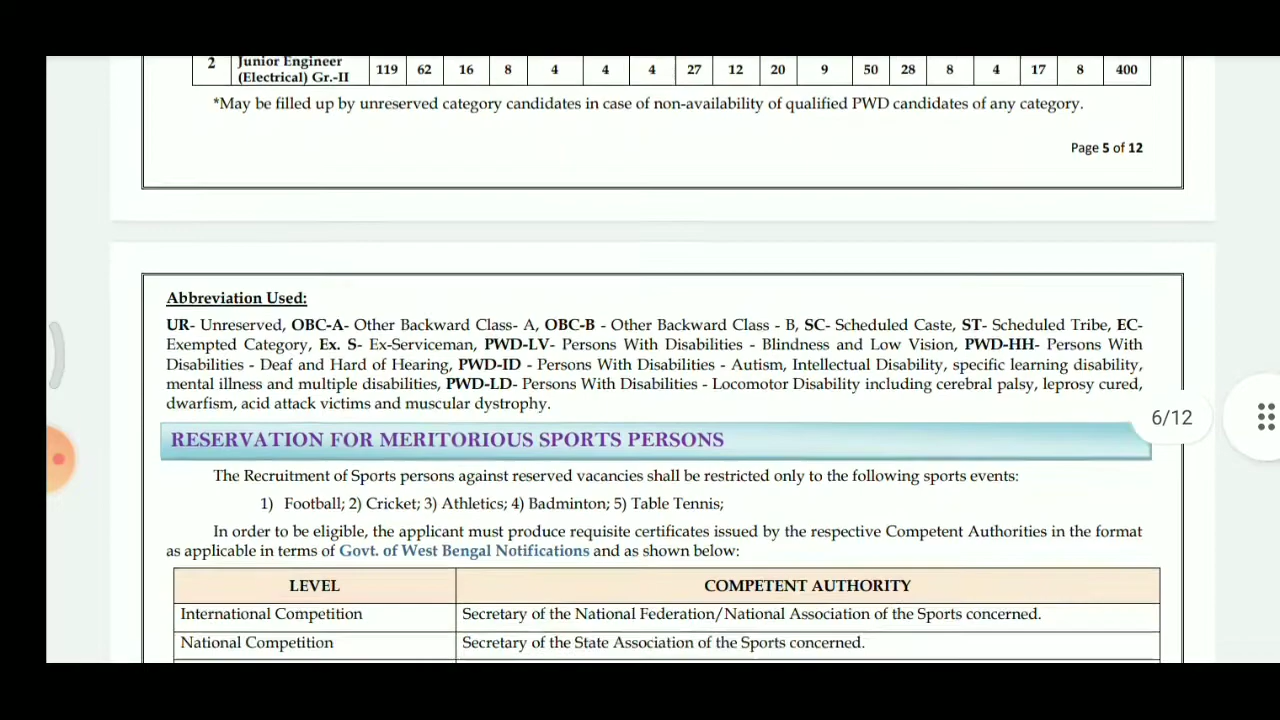 2 Junior Engineer (Electrical) Gr.-II 119 62 16 8 4 4 4 27 12 20 9 50 28 8 4 17 8 400
*May be filled up by unreserved category candidates in case of non-availability of qualified PWD candidates of any category.
Page 5 of 12
Abbreviation Used:
UR- Unreserved, OBC-A- Other Backward Class- A, OBC-B - Other Backward Class - B, SC- Scheduled Caste, ST- Scheduled Tribe, EC-
Exempted Category, Ex. S- Ex-Serviceman, PWD-LV- Persons With Disabilities - Blindness and Low Vision, PWD-HH- Persons With
Disabilities - Deaf and Hard of Hearing, PWD-ID - Persons With Disabilities - Autism, Intellectual Disability, specific learning disability,
mental illness and multiple disabilities, PWD-LD- Persons With Disabilities - Locomotor Disability including cerebral palsy, leprosy cured,
dwarfism, acid attack victims and muscular dystrophy.
6/12
RESERVATION FOR MERITORIOUS SPORTS PERSONS
The Recruitment of Sports persons against reserved vacancies shall be restricted only to the following sports events:
1) Football; 2) Cricket; 3) Athletics; 4) Badminton; 5) Table Tennis;
In order to be eligible, the applicant must produce requisite certificates issued by the respective Competent Authorities in the format
as applicable in terms of Govt. of West Bengal Notifications and as shown below:
LEVEL COMPETENT AUTHORITY
International Competition Secretary of the National Federation/National Association of the Sports concerned.
National Competition Secretary of the State Association of the Sports concerned.